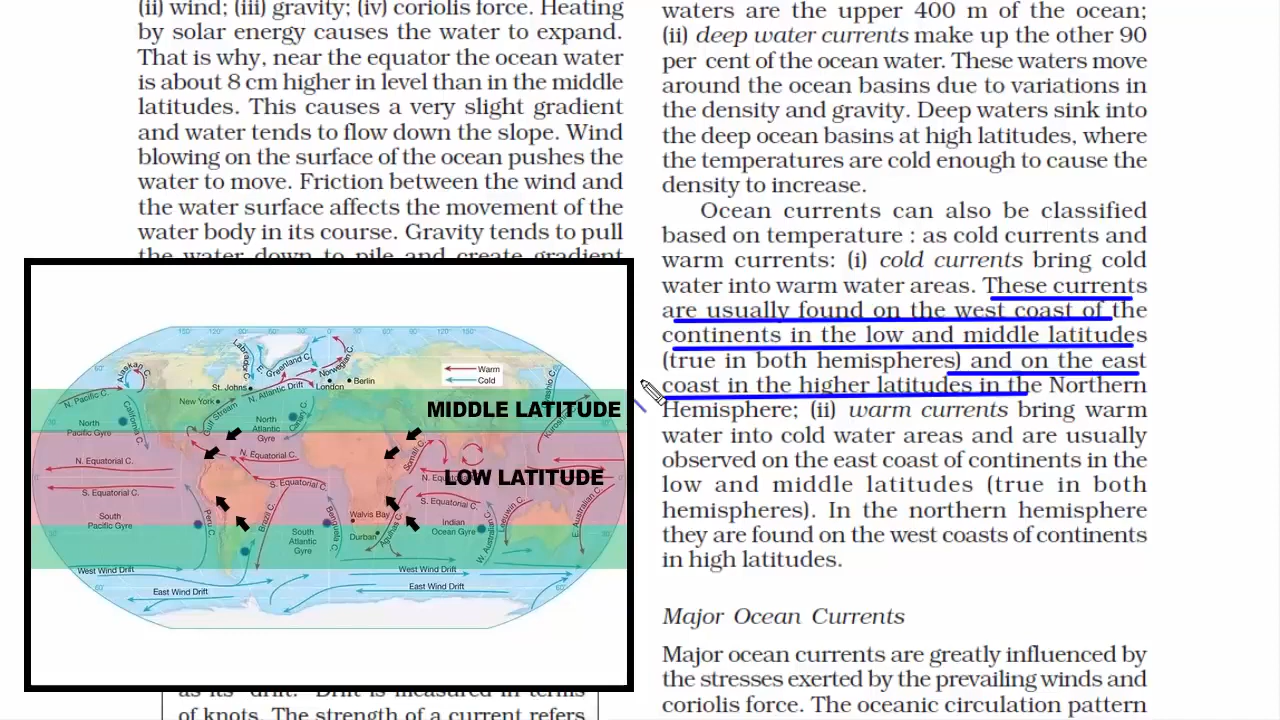 (ii) wind; (iii) gravity; (iv) coriolis force. Heating
by solar energy causes the water to expand.
That is why, near the equator the ocean water
is about 8 cm higher in level than in the middle
latitudes. This causes a very slight gradient
and water tends to flow down the slope. Wind
blowing on the surface of the ocean pushes the
water to move. Friction between the wind and
the water surface affects the movement of the
water body in its course. Gravity tends to pull
the water down to pile and create gradient
Labrador
E. Greenland C.
Norwegian C.
Alaskan C.
Warm
Cold
St. Johns
N. Atlantic Drift
London
Berlin
N. Pacific C.
New York
Gulf Stream
MIDDLE LATITUDE
California C.
North
Pacific Gyre
North
Atlantic
Gyre
Canary C.
Kuroshio C.
N. Equatorial C.
N. Equatorial C.
Somali C.
LOW LATITUDE
S. Equatorial C.
S. Equatorial C.
S. Equatorial C.
South
Pacific Gyre
Peru C.
Brazil C.
South
Atlantic
Gyre
Benguela C.
Walvis Bay
Durban
Agulhas C.
Indian
Ocean Gyre
W. Australian C.
Leeuwin C.
E. Australian C.
West Wind Drift
West Wind Drift
East Wind Drift
East Wind Drift
as its "drift." Drift is measured in terms
of knots. The strength of a current refers
waters are the upper 400 m of the ocean;
(ii) deep water currents make up the other 90
per cent of the ocean water. These waters move
around the ocean basins due to variations in
the density and gravity. Deep waters sink into
the deep ocean basins at high latitudes, where
the temperatures are cold enough to cause the
density to increase.
Ocean currents can also be classified
based on temperature : as cold currents and
warm currents: (i) cold currents bring cold
water into warm water areas. These currents
are usually found on the west coast of the
continents in the low and middle latitudes
(true in both hemispheres) and on the east
coast in the higher latitudes in the Northern
Hemisphere; (ii) warm currents bring warm
water into cold water areas and are usually
observed on the east coast of continents in the
low and middle latitudes (true in both
hemispheres). In the northern hemisphere
they are found on the west coasts of continents
in high latitudes.
Major Ocean Currents
Major ocean currents are greatly influenced by
the stresses exerted by the prevailing winds and
coriolis force. The oceanic circulation pattern